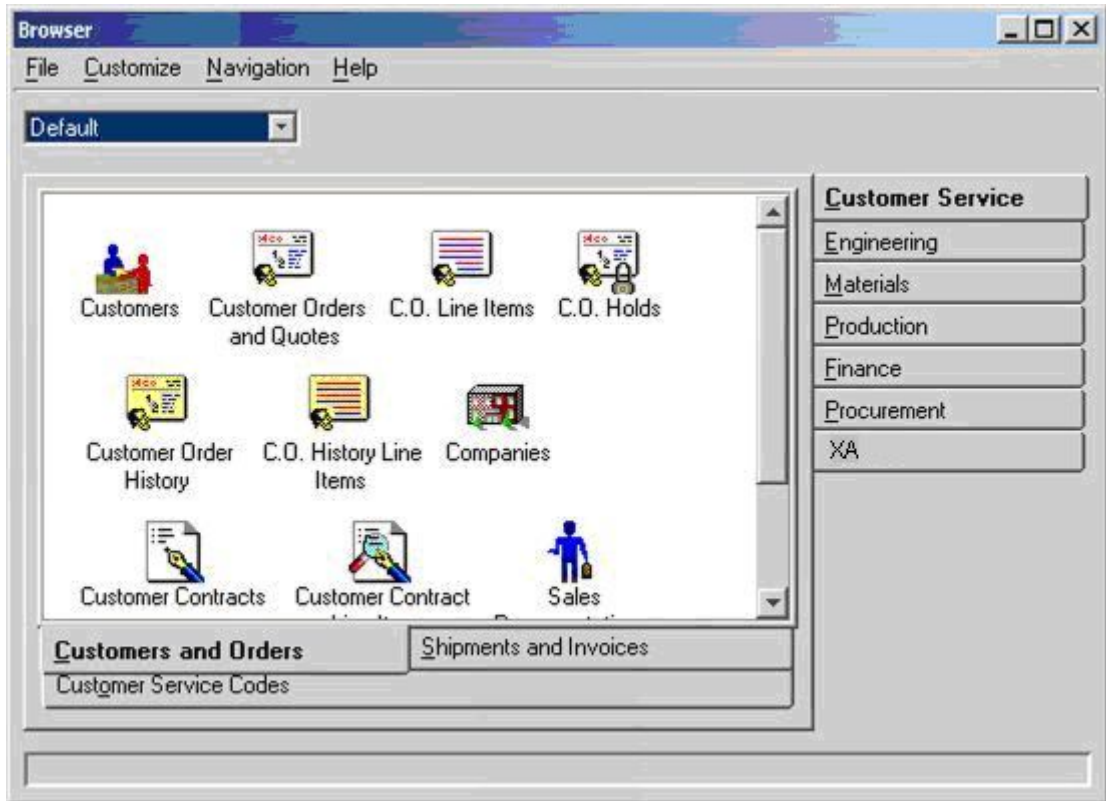 Browser
File Customize Navigation Help
Default
Customers
Customer Orders
and Quotes
C.O. Line Items
C.O. Holds
Customer Order
History
C.O. History Line
Items
Companies
Customer Contracts
Customer Contract
Sales
Customers and Orders
Shipments and Invoices
Customer Service Codes
Customer Service
Engineering
Materials
Production
Finance
Procurement
XA